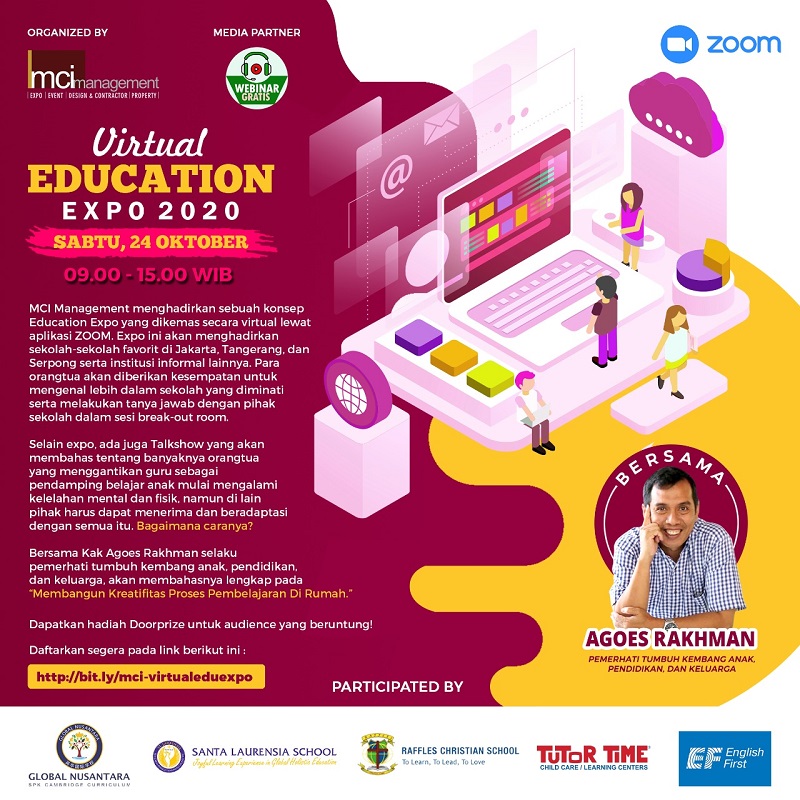 ORGANIZED BY
mci management
EXPO | EVENT | DESIGN & CONTRACTOR | PROPERTY |
MEDIA PARTNER
WEBINAR
GRATIS
zoom
Virtual
EDUCATION
EXPO 2020
SABTU, 24 OKTOBER
09.00 - 15.00 WIB
MCI Management menghadirkan sebuah konsep
Education Expo yang dikemas secara virtual lewat
aplikasi ZOOM. Expo ini akan menghadirkan
sekolah-sekolah favorit di Jakarta, Tangerang, dan
Serpong serta institusi informal lainnya. Para
orangtua akan diberikan kesempatan untuk
mengenal lebih dalam sekolah yang diminati
serta melakukan tanya jawab dengan pihak
sekolah dalam sesi break-out room.
Selain expo, ada juga Talkshow yang akan
membahas tentang banyaknya orangtua
yang menggantikan guru sebagai
pendamping belajar anak mulai mengalami
kelelahan mental dan fisik, namun di lain
pihak harus dapat menerima dan beradaptasi
dengan semua itu. Bagaimana caranya?
Bersama Kak Agoes Rakhman selaku
pemerhati tumbuh kembang anak, pendidikan,
dan keluarga, akan membahasnya lengkap pada
“Membangun Kreatifitas Proses Pembelajaran Di Rumah.”
Dapatkan hadiah Doorprize untuk audience yang beruntung!
Daftarkan segera pada link berikut ini :
http://bit.ly/mci-virtualeduexpo
@
BERSAMA
AGOES RAKHMAN
PEMERHATI TUMBUH KEMBANG ANAK,
PENDIDIKAN, DAN KELUARGA
PARTICIPATED BY
GLOBAL NUSANTARA
GLOBAL NUSANTARA
SPK CAMBRIDGE CURRICULUM
SANTA LAURENSIA SCHOOL
Joyful Learning Experience in Global Holistic Education
RAFFLES CHRISTIAN SCHOOL
To Learn, To Lead, To Love
TUTOR TIME
CHILD CARE / LEARNING CENTERS
EF English
First